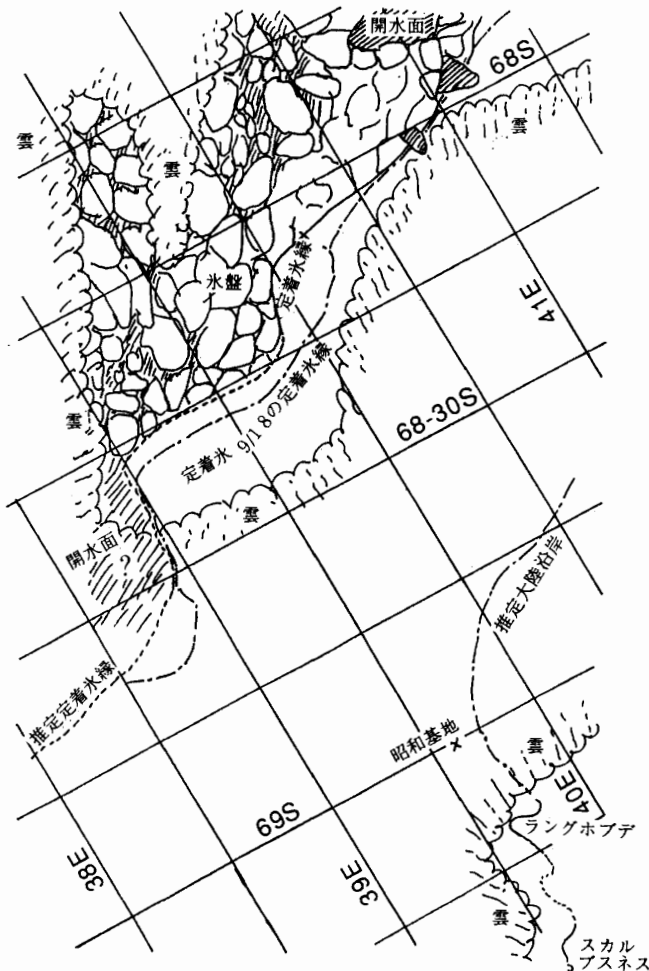 開水面
68S
雲
雲
雲
氷盤
定着氷縁
41E
9/18の定着氷縁
68-30S
雲
定着氷
雲
開水面?
推定大陸沿岸
推定定着氷縁
昭和基地
雲
40E
69S
ラングホブデ
38E
39E
雲
スカル
ブスネス